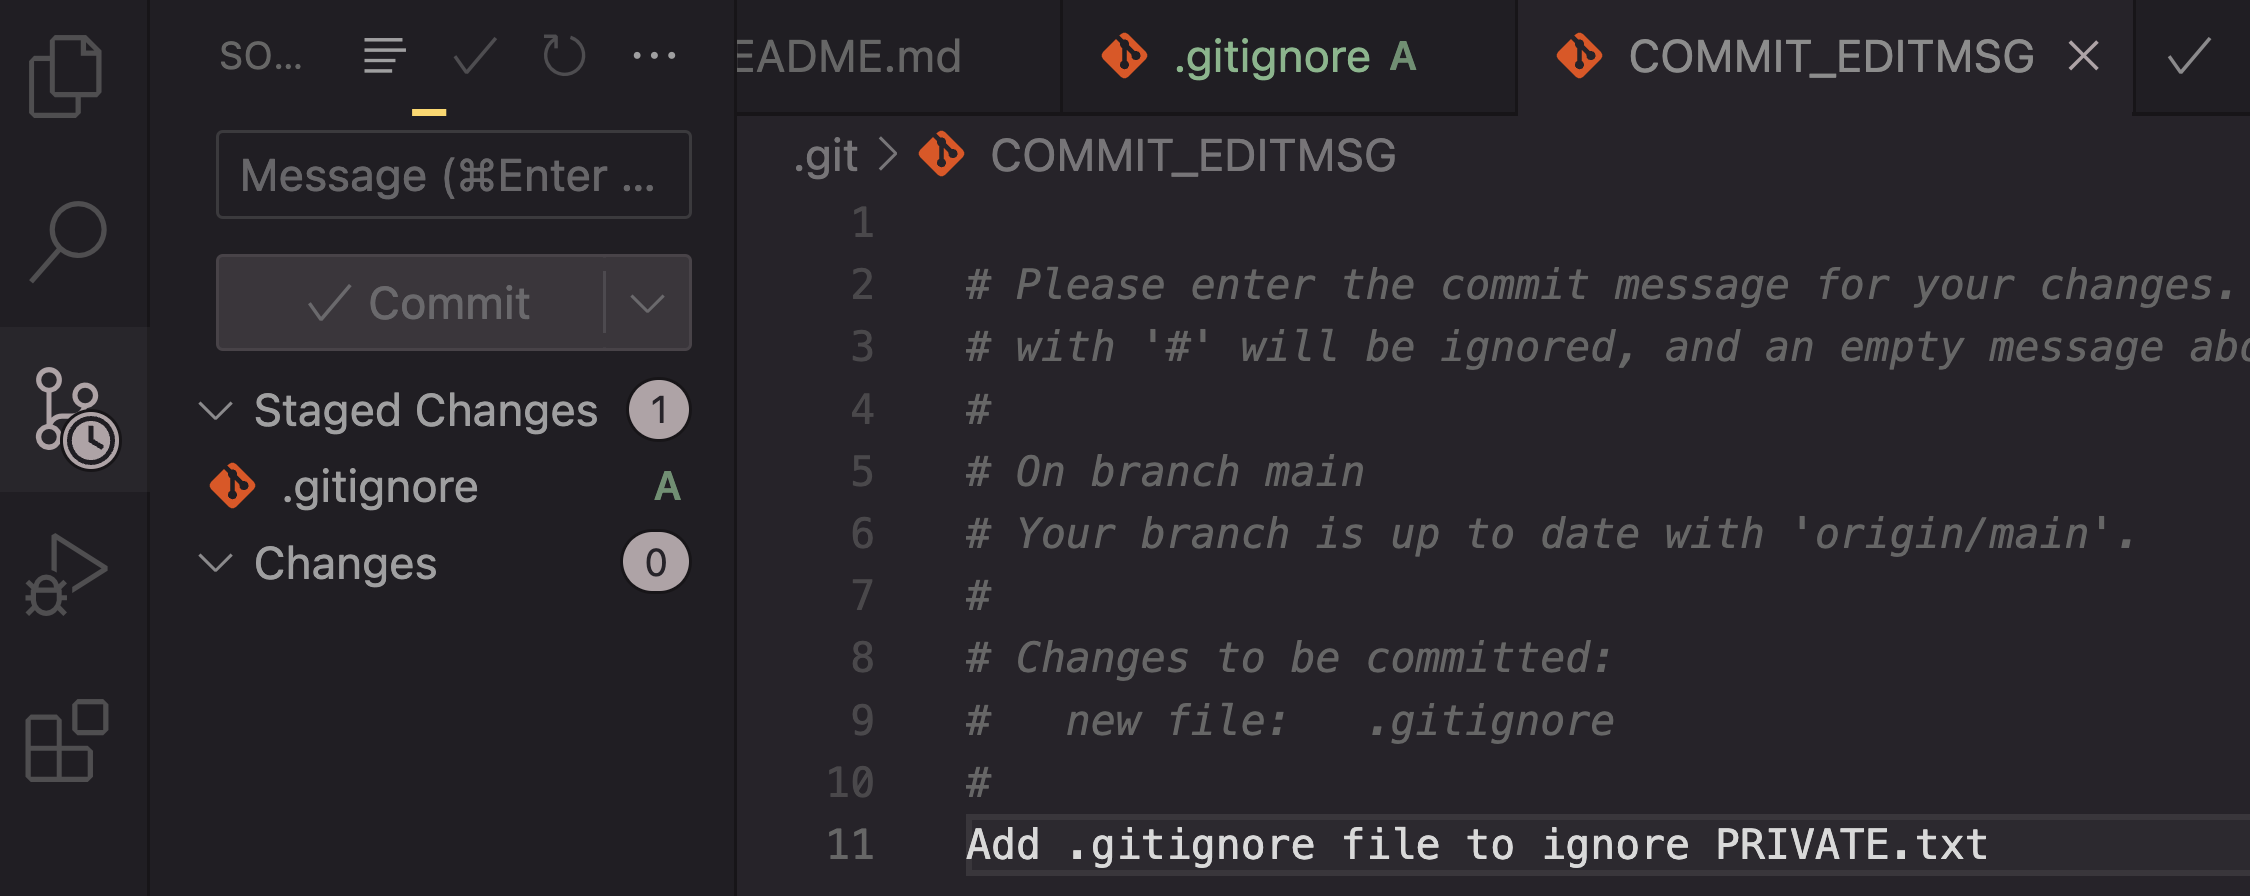 SO...
EADME.md
.gitignore A
COMMIT_EDITMSG
Message (⌘Enter ...
.git > COMMIT_EDITMSG
Commit
Staged Changes 1
.gitignore A
Changes 0
1
2 # Please enter the commit message for your changes.
3 # with '#' will be ignored, and an empty message abo
4 #
5 # On branch main
6 # Your branch is up to date with 'origin/main'.
7 #
8 # Changes to be committed:
9 #   new file:   .gitignore
10 #
11 Add .gitignore file to ignore PRIVATE.txt